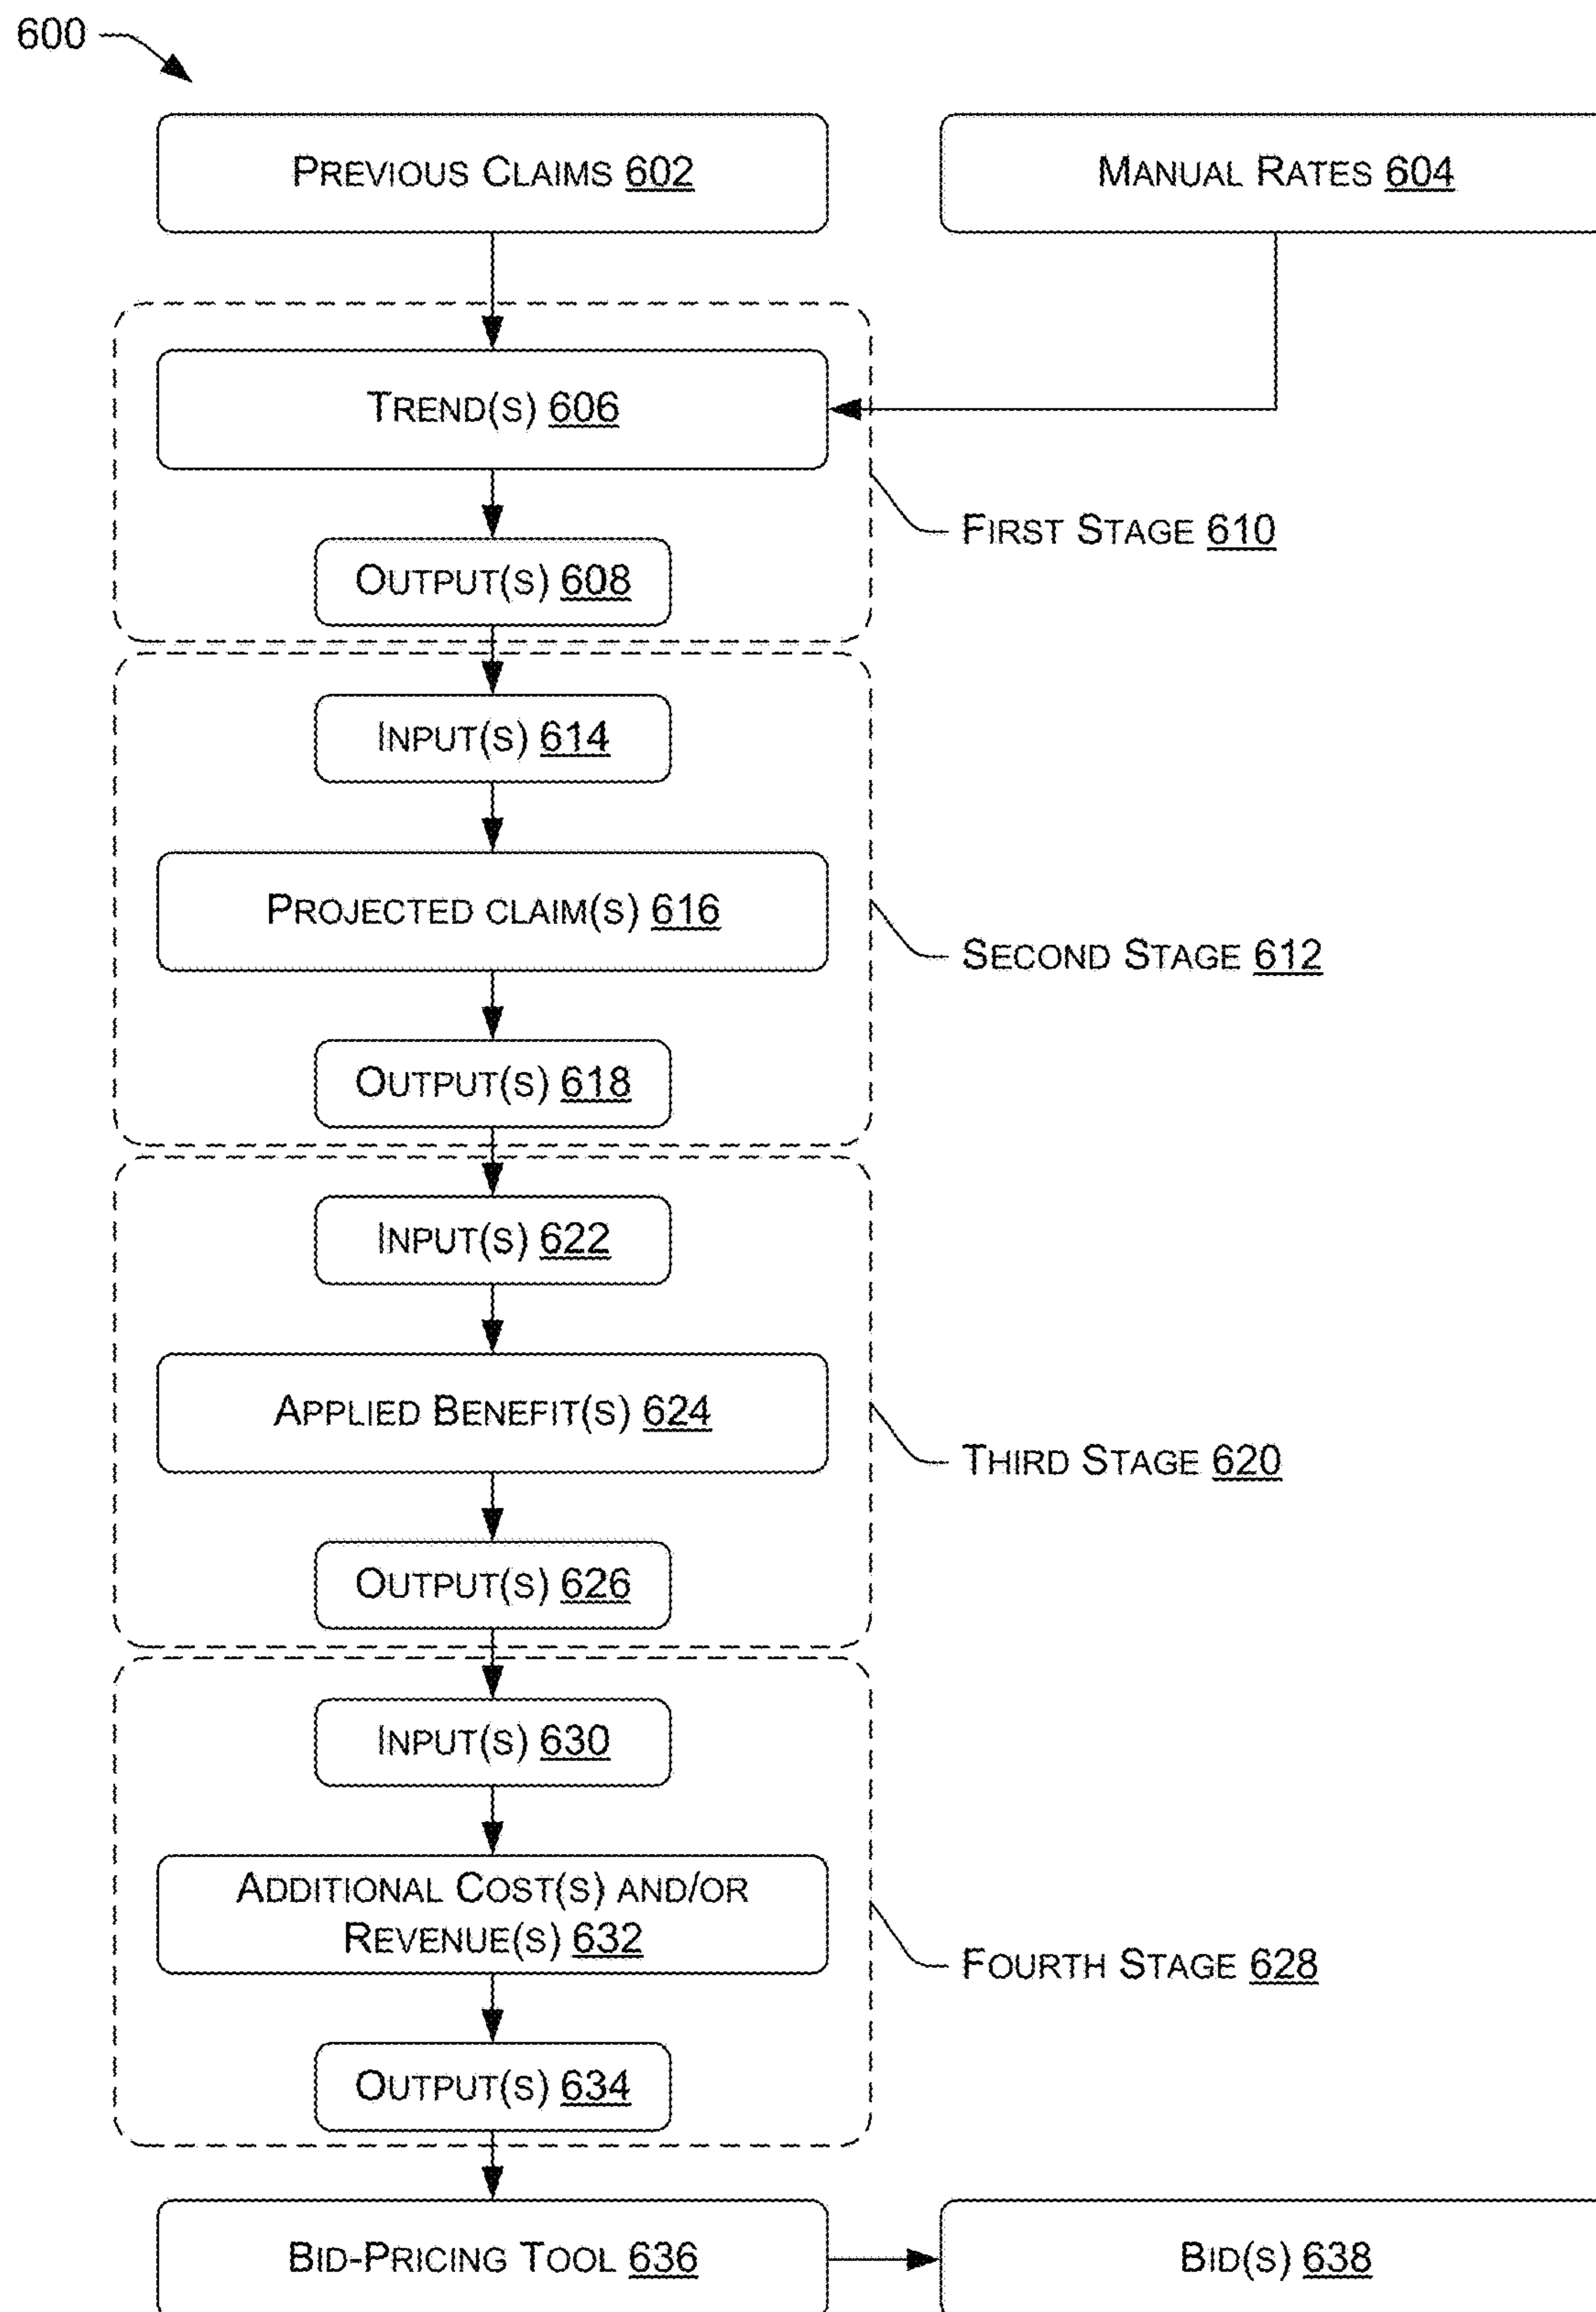 600
PREVIOUS CLAIMS 602
MANUAL RATES 604
TREND(S) 606
FIRST STAGE 610
OUTPUT(S) 608
INPUT(S) 614
PROJECTED CLAIM(S) 616
SECOND STAGE 612
OUTPUT(S) 618
INPUT(S) 622
APPLIED BENEFIT(S) 624
THIRD STAGE 620
OUTPUT(S) 626
INPUT(S) 630
ADDITIONAL COST(S) AND/OR
REVENUE(S) 632
FOURTH STAGE 628
OUTPUT(S) 634
BID-PRICING TOOL 636
BID(S) 638